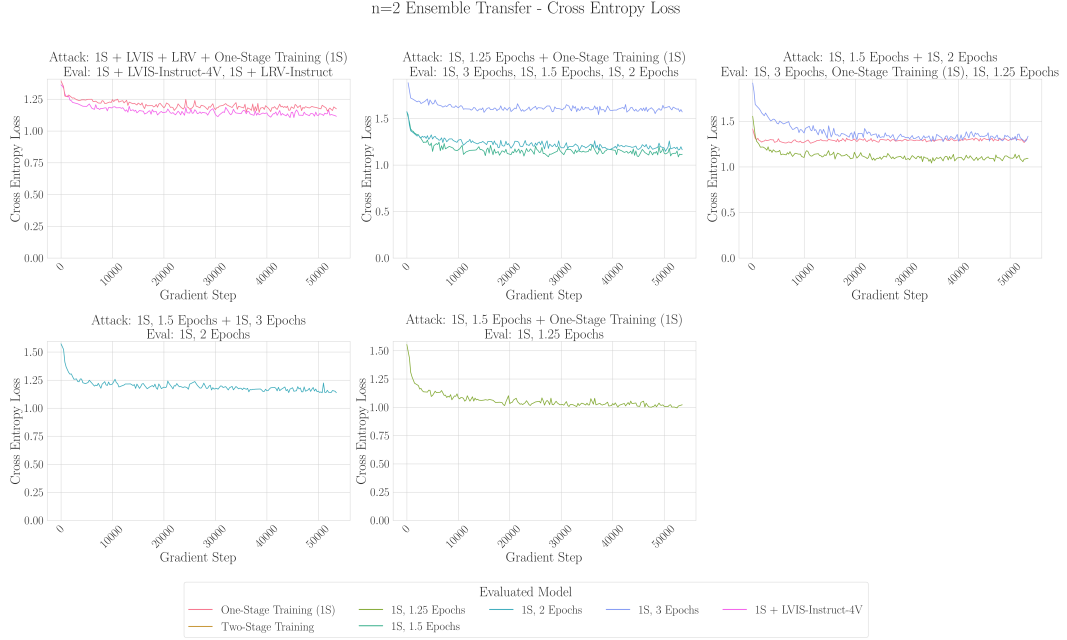 n=2 Ensemble Transfer - Cross Entropy Loss
Attack: 1S + LVIS + LRV + One-Stage Training (1S)
Eval: 1S + LVIS-Instruct-4V, 1S + LRV-Instruct
Cross Entropy Loss
1.25
1.00
0.75
0.50
0.25
0.00
0
10000
20000
30000
40000
50000
Gradient Step
Attack: 1S, 1.25 Epochs + One-Stage Training (1S)
Eval: 1S, 3 Epochs, 1S, 1.5 Epochs, 1S, 2 Epochs
Cross Entropy Loss
1.5
1.0
0.5
0.0
0
10000
20000
30000
40000
50000
Gradient Step
Attack: 1S, 1.5 Epochs + 1S, 2 Epochs
Eval: 1S, 3 Epochs, One-Stage Training (1S), 1S, 1.25 Epochs
Cross Entropy Loss
1.5
1.0
0.5
0.0
0
10000
20000
30000
40000
50000
Gradient Step
Attack: 1S, 1.5 Epochs + 1S, 3 Epochs
Eval: 1S, 2 Epochs
Cross Entropy Loss
1.50
1.25
1.00
0.75
0.50
0.25
0.00
0
10000
20000
30000
40000
50000
Gradient Step
Attack: 1S, 1.5 Epochs + One-Stage Training (1S)
Eval: 1S, 1.25 Epochs
Cross Entropy Loss
1.50
1.25
1.00
0.75
0.50
0.25
0.00
0
10000
20000
30000
40000
50000
Gradient Step
Evaluated Model
One-Stage Training (1S)
Two-Stage Training
1S, 1.25 Epochs
1S, 1.5 Epochs
1S, 2 Epochs
1S, 3 Epochs
1S + LVIS-Instruct-4V